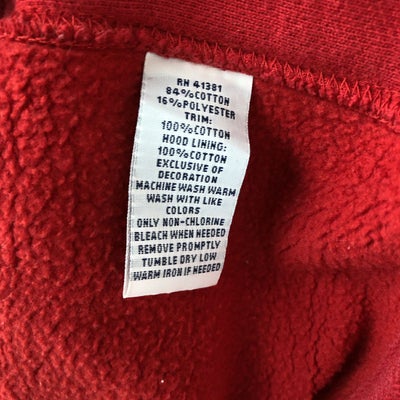 RN 41381
84%COTTON
16%POLYESTER
TRIM:
100%COTTON
HOOD LINING:
100%COTTON
EXCLUSIVE OF
DECORATION
MACHINE WASH WARM
WASH WITH LIKE
COLORS
ONLY NON-CHLORINE
BLEACH WHEN NEEDED
REMOVE PROMPTLY
TUMBLE DRY LOW
WARM IRON IF NEEDED